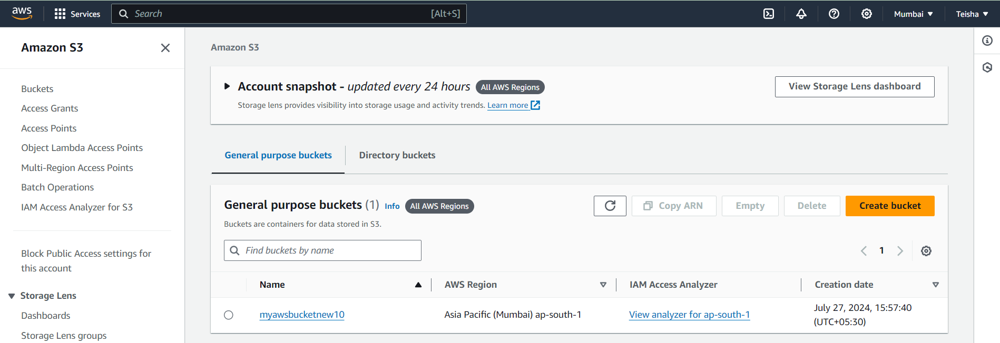 aws Services Search [Alt+S] Mumbai Teisha
Amazon S3
Buckets
Access Grants
Access Points
Object Lambda Access Points
Multi-Region Access Points
Batch Operations
IAM Access Analyzer for S3
Block Public Access settings for
this account
Storage Lens
Dashboards
Storage Lens groups
Amazon S3
Account snapshot - updated every 24 hours All AWS Regions
Storage lens provides visibility into storage usage and activity trends. Learn more
View Storage Lens dashboard
General purpose buckets Directory buckets
General purpose buckets (1) Info All AWS Regions
Buckets are containers for data stored in S3.
Copy ARN Empty Delete Create bucket
Find buckets by name
1
Name AWS Region IAM Access Analyzer Creation date
myawsbucketnew10 Asia Pacific (Mumbai) ap-south-1 View analyzer for ap-south-1 July 27, 2024, 15:57:40
(UTC+05:30)